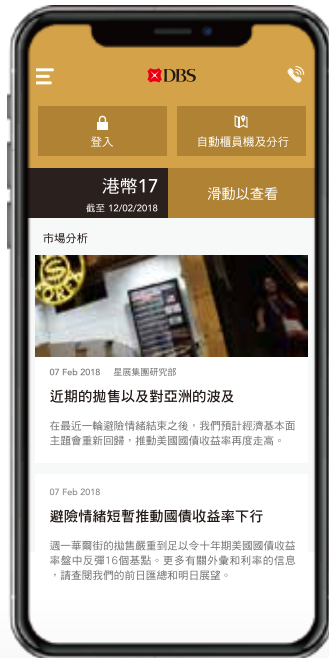 DBS
登入
自動櫃員機及分行
港幣17
截至 12/02/2018
滑動以查看
市場分析
07 Feb 2018 星展集團研究部
近期的拋售以及對亞洲的波及
在最近一輪避險情緒結束之後，我們預計經濟基本面
主題會重新回歸，推動美國國債收益率再度走高。
07 Feb 2018
避險情緒短暫推動國債收益率下行
週一華爾街的拋售嚴重到足以令十年期美國國債收益
率盤中反彈16個基點。更多有關外彙和利率的信息
，請查閱我們的前日匯總和明日展望。